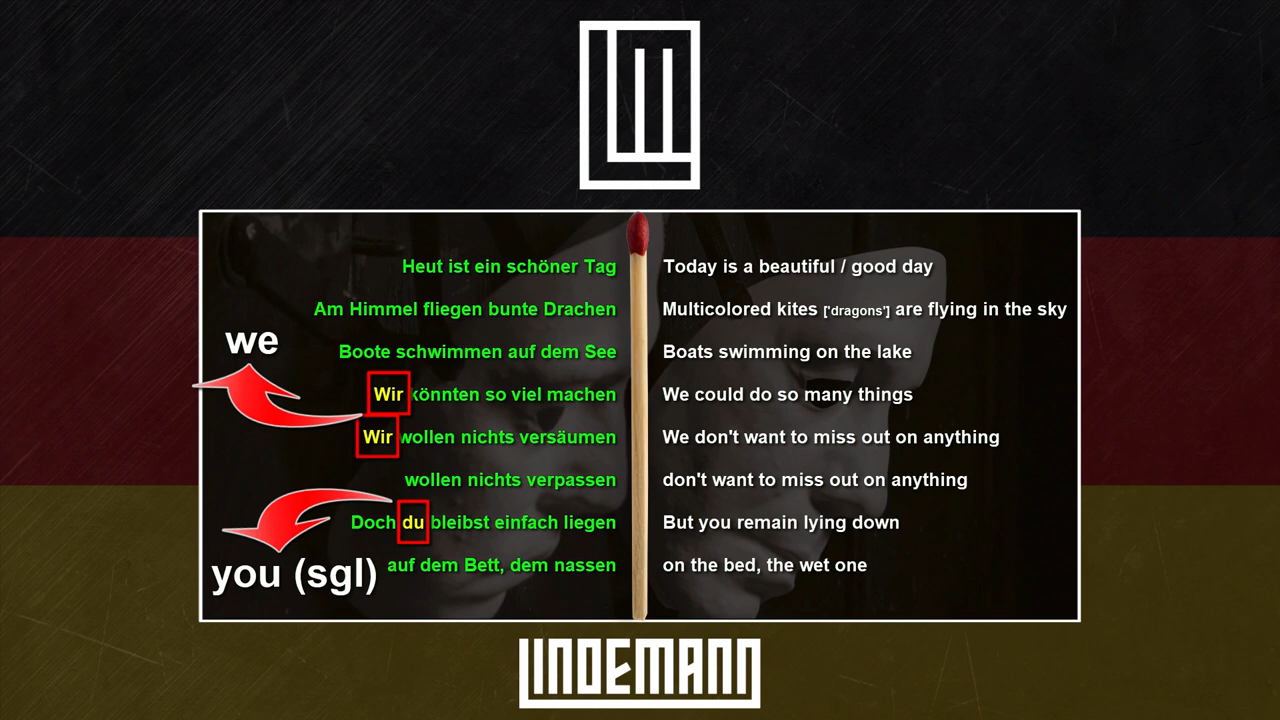 Heut ist ein schöner Tag
Am Himmel fliegen bunte Drachen
Boote schwimmen auf dem See
Wir könnten so viel machen
Wir wollen nichts versäumen
wollen nichts verpassen
Doch du bleibst einfach liegen
auf dem Bett, dem nassen
we
you (sgl)
Today is a beautiful / good day
Multicolored kites ['dragons'] are flying in the sky
Boats swimming on the lake
We could do so many things
We don't want to miss out on anything
don't want to miss out on anything
But you remain lying down
on the bed, the wet one
LINDEMANN